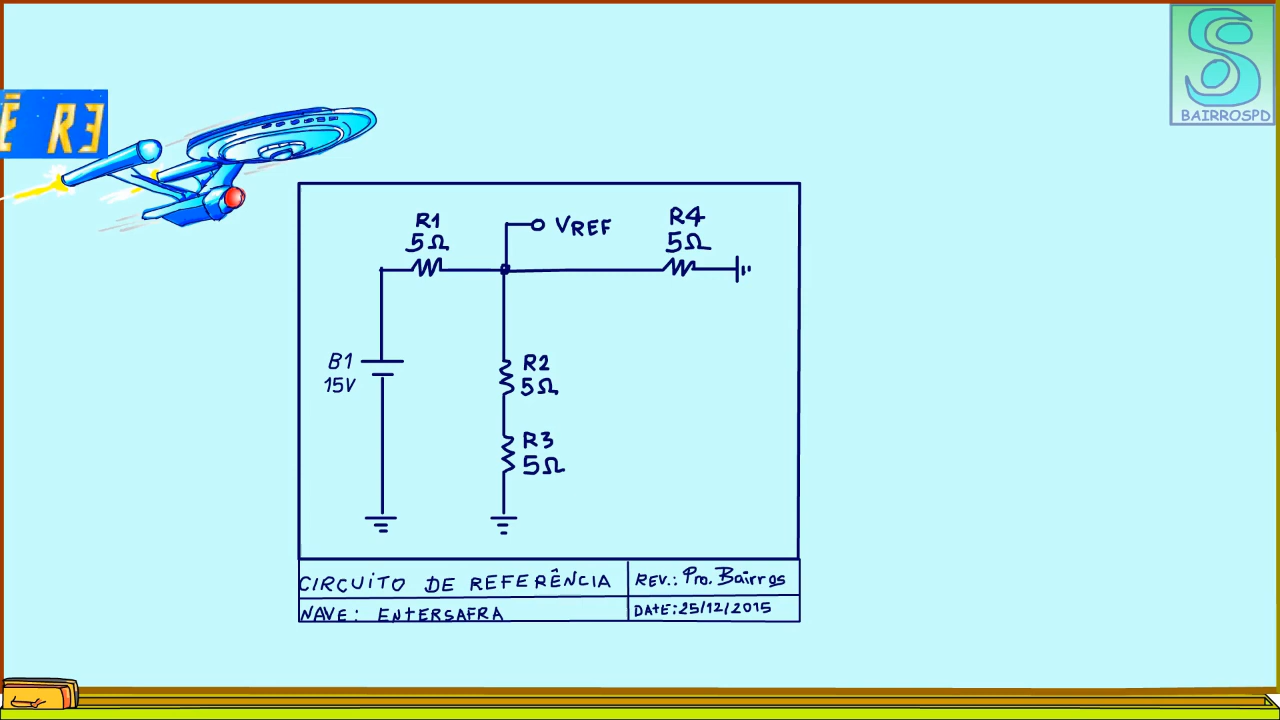 BAIRROSPD
Ē R3
R1
5Ω
VREF
R4
5Ω
B1
15V
R2
5Ω
R3
5Ω
CIRCUITO DE REFERÊNCIA
REV.: Pro. Bairros
NAVE: ENTERSAFRA
DATE: 25/12/2015